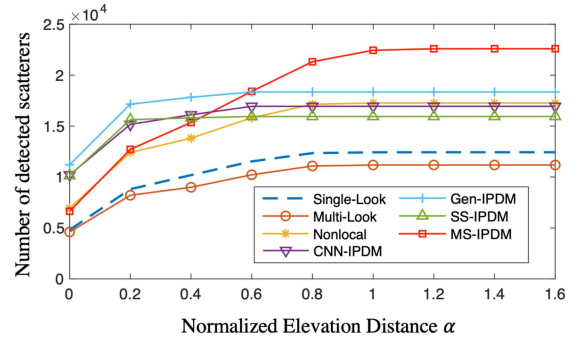 ×10⁴
2.5
2
1.5
1
0.5
0
Number of detected scatterers
Single-Look
Multi-Look
Nonlocal
CNN-IPDM
Gen-IPDM
SS-IPDM
MS-IPDM
0 0.2 0.4 0.6 0.8 1 1.2 1.4 1.6
Normalized Elevation Distance α